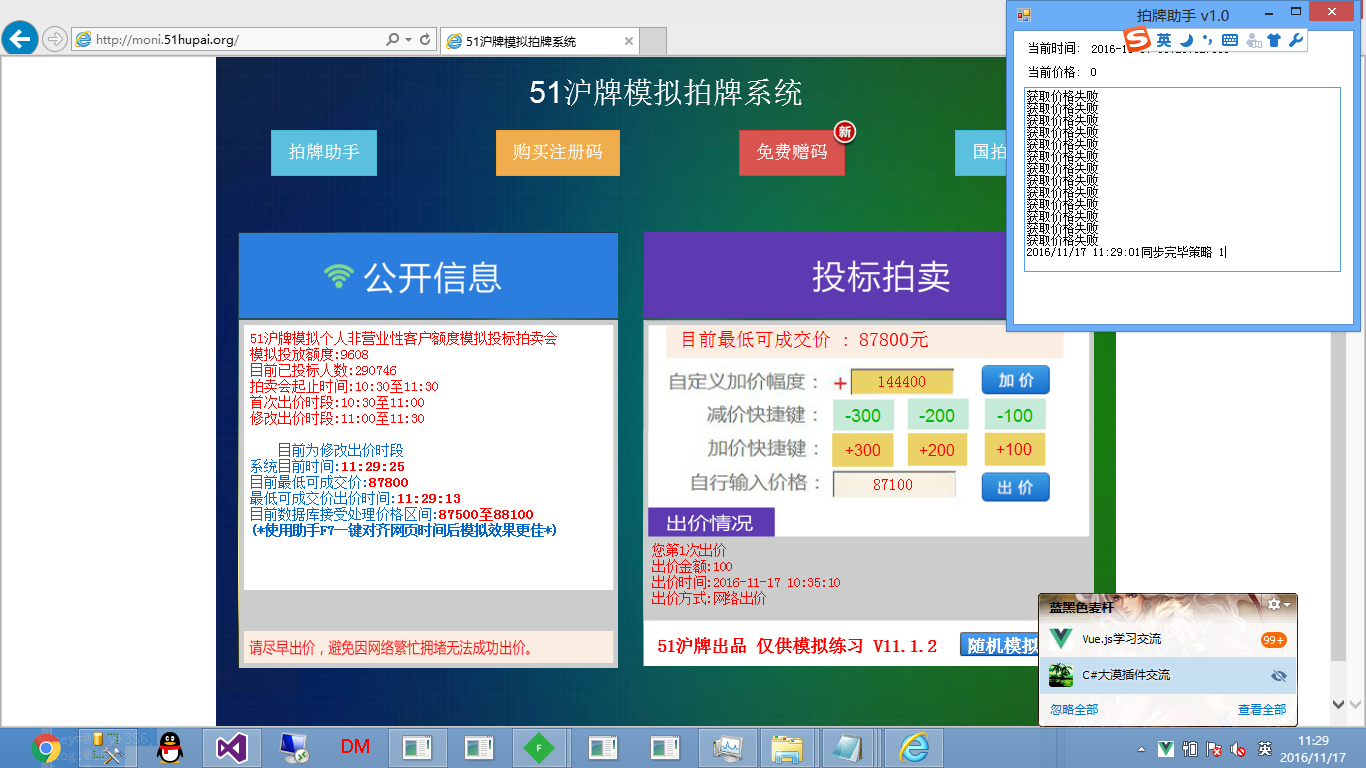 http://moni.51hupai.org/
51沪牌模拟拍牌系统
拍牌助手 v1.0
英
当前时间:
当前价格: 0
获取价格失败
获取价格失败
获取价格失败
获取价格失败
获取价格失败
获取价格失败
获取价格失败
获取价格失败
获取价格失败
获取价格失败
获取价格失败
获取价格失败
获取价格失败
2016/11/17 11:29:01同步完毕策略 1
51沪牌模拟拍牌系统
拍牌助手
购买注册码
免费赠码
新
国拍
公开信息
51沪牌模拟个人非营业性客户额度模拟投标拍卖会
模拟投放额度:9608
目前已投标人数:290746
拍卖会起止时间:10:30至11:30
首次出价时段:10:30至11:00
修改出价时段:11:00至11:30
目前为修改出价时段
系统目前时间:11:29:25
目前最低可成交价:87800
最低可成交价出价时间:11:29:13
目前数据库接受处理价格区间:87500至88100
(*使用助手F7一键对齐网页时间后模拟效果更佳*)
请尽早出价，避免因网络繁忙拥堵无法成功出价。
投标拍卖
目前最低可成交价 : 87800元
自定义加价幅度: + 144400 加 价
减价快捷键: -300 -200 -100
加价快捷键: +300 +200 +100
自行输入价格: 87100 出 价
出价情况
您第1次出价
出价金额:100
出价时间:2016-11-17 10:35:10
出价方式:网络出价
51沪牌出品 仅供模拟练习 V11.1.2
随机模拟
蓝黑色麦杆
Vue.js学习交流 99+
C#大漠插件交流
忽略全部 查看全部
DM
英
11:29
2016/11/17